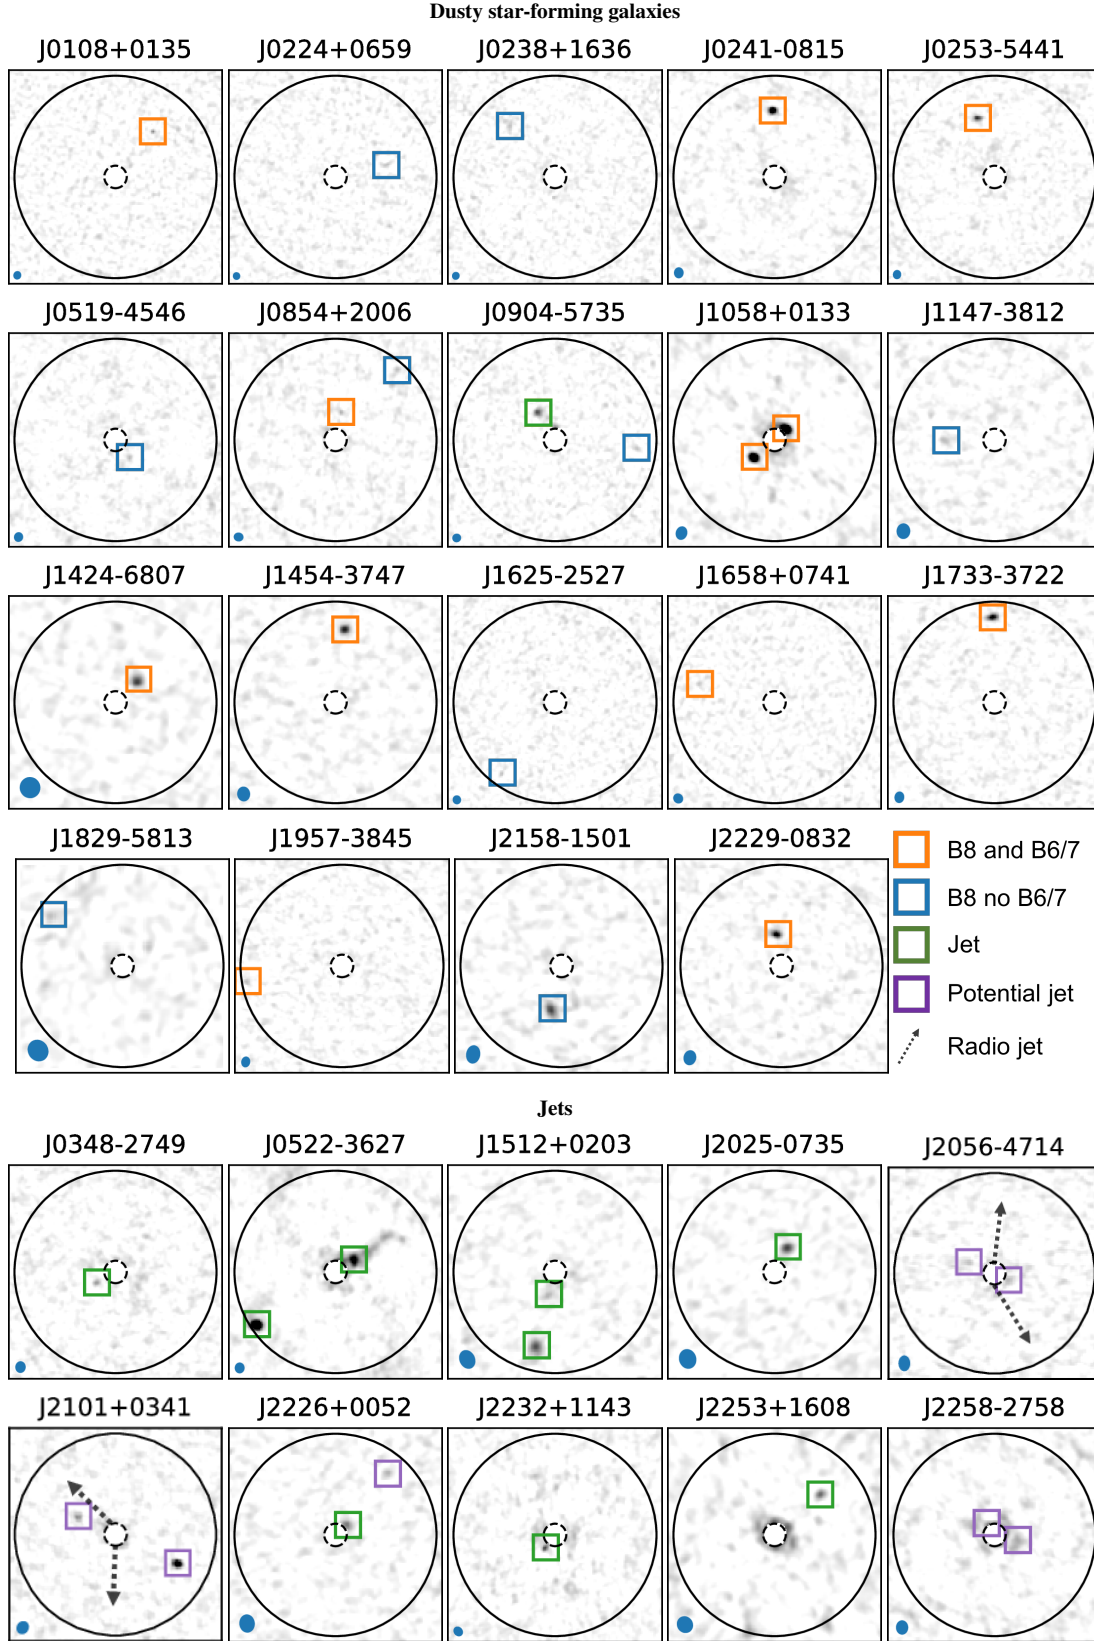 Dusty star-forming galaxies
J0108+0135 J0224+0659 J0238+1636 J0241-0815 J0253-5441
J0519-4546 J0854+2006 J0904-5735 J1058+0133 J1147-3812
J1424-6807 J1454-3747 J1625-2527 J1658+0741 J1733-3722
J1829-5813 J1957-3845 J2158-1501 J2229-0832
B8 and B6/7
B8 no B6/7
Jet
Potential jet
Radio jet
Jets
J0348-2749 J0522-3627 J1512+0203 J2025-0735 J2056-4714
J2101+0341 J2226+0052 J2232+1143 J2253+1608 J2258-2758